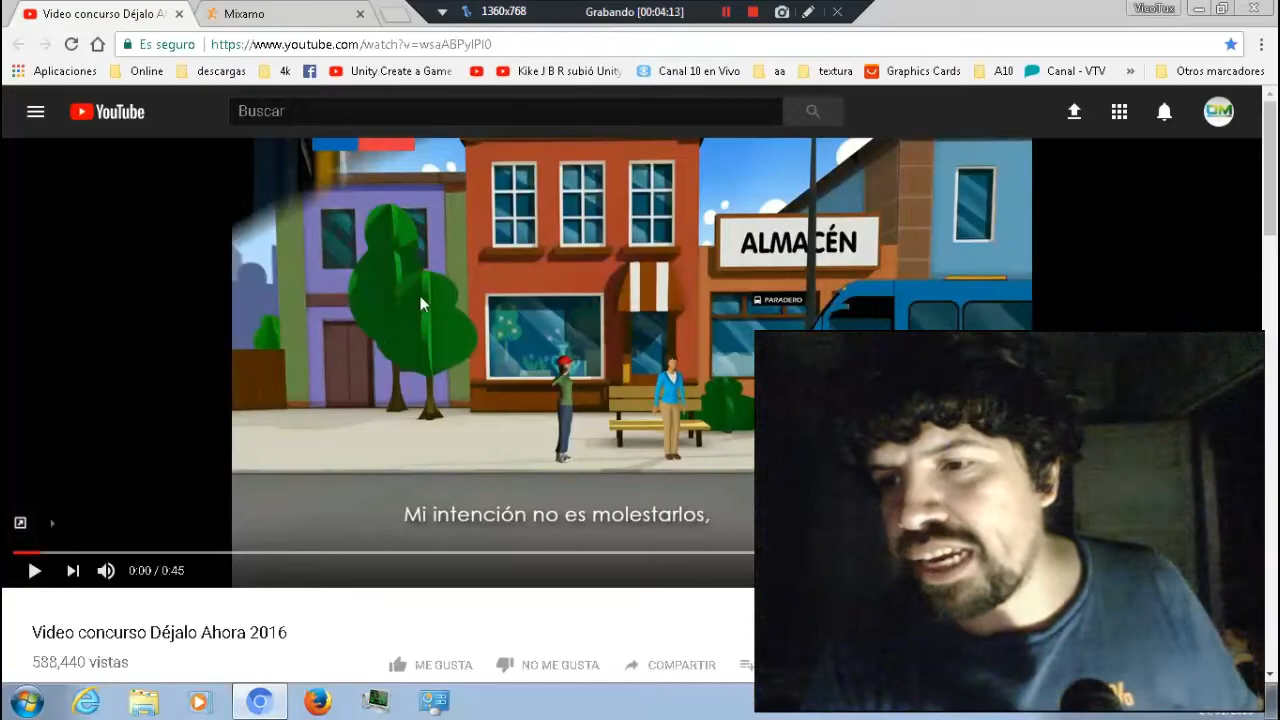 Video concurso Déjalo A
Mixamo
1360x768
Grabando [00:04:13]
VicoTux
Es seguro
https://www.youtube.com/watch?v=wsaABPyIPI0
Aplicaciones
Online
descargas
4k
Unity Create a Game
Kike J B R subió Unity
Canal 10 en Vivo
aa
textura
Graphics Cards
A10
Canal - VTV
»
Otros marcadores
YouTube
Buscar
ALMACÉN
PARADERO
Mi intención no es molestarlos,
0:00 / 0:45
Video concurso Déjalo Ahora 2016
588,440 vistas
ME GUSTA
NO ME GUSTA
COMPARTIR